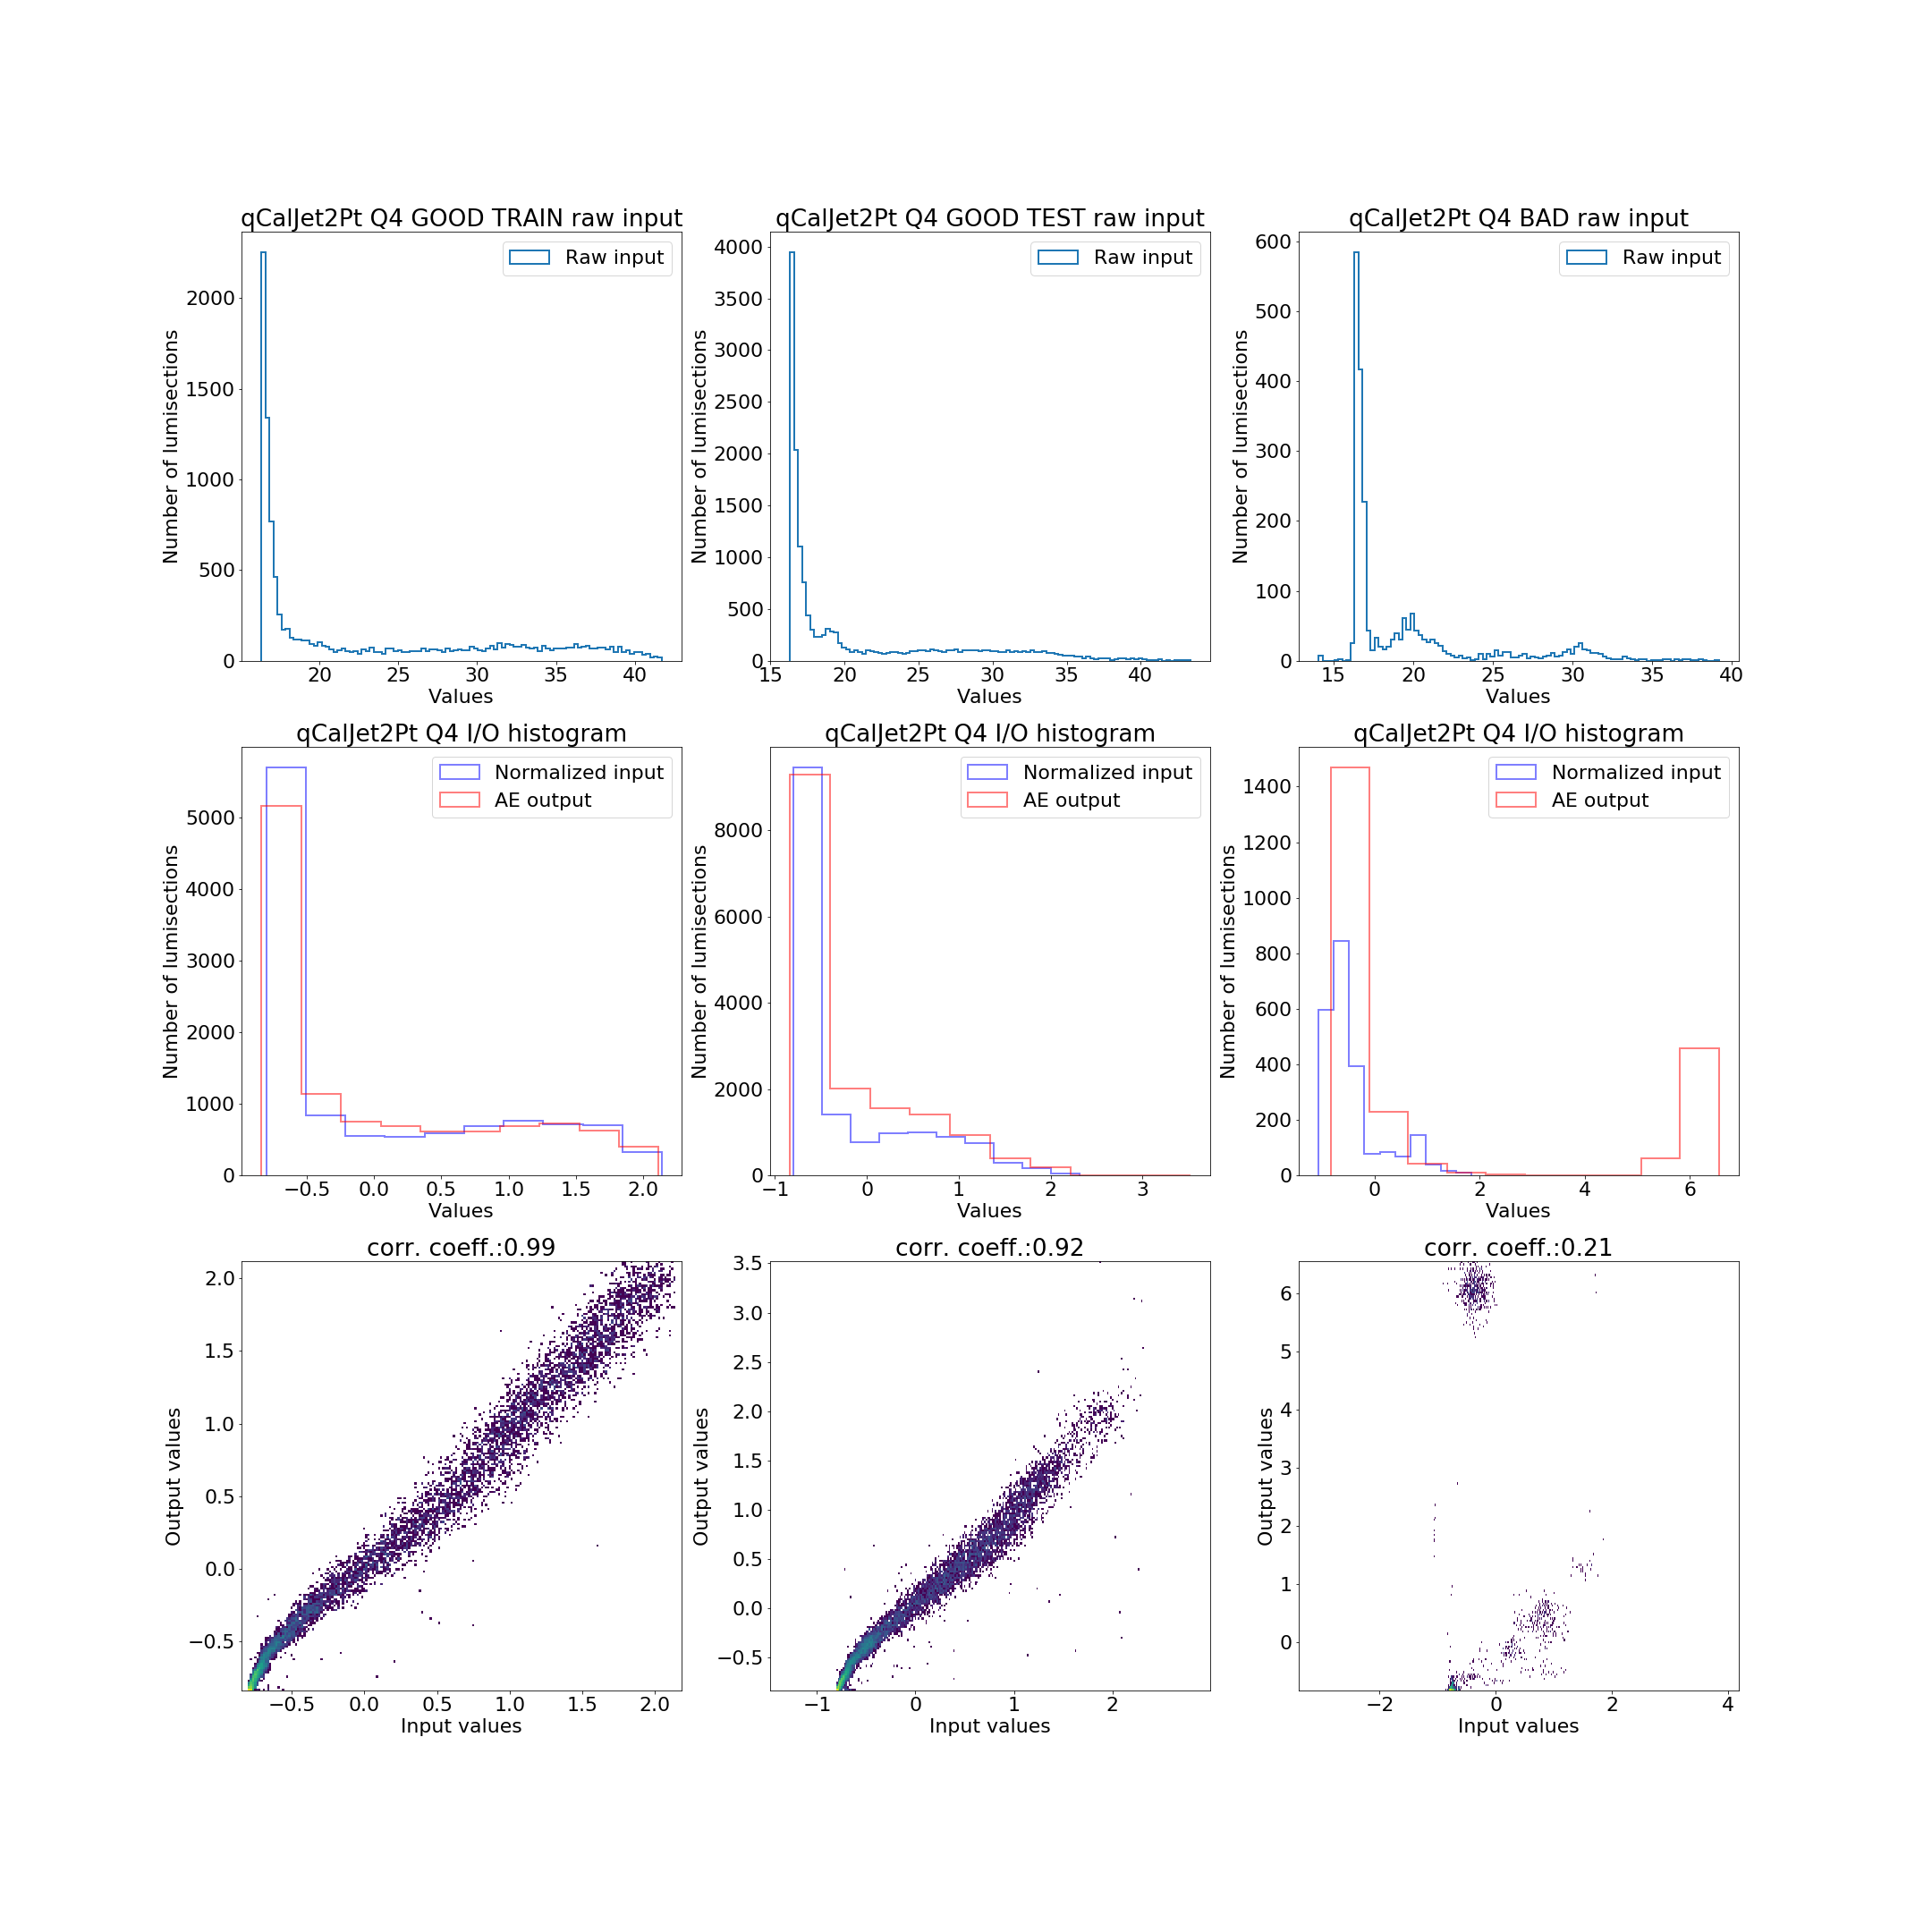 qCalJet2Pt Q4 GOOD TRAIN raw input
Raw input
Number of lumisections
2000
1500
1000
500
0
20 25 30 35 40
Values
qCalJet2Pt Q4 GOOD TEST raw input
Raw input
Number of lumisections
4000
3500
3000
2500
2000
1500
1000
500
0
15 20 25 30 35 40
Values
qCalJet2Pt Q4 BAD raw input
Raw input
Number of lumisections
600
500
400
300
200
100
0
15 20 25 30 35 40
Values
qCalJet2Pt Q4 I/O histogram
Normalized input
AE output
Number of lumisections
5000
4000
3000
2000
1000
0
−0.5 0.0 0.5 1.0 1.5 2.0
Values
qCalJet2Pt Q4 I/O histogram
Normalized input
AE output
Number of lumisections
8000
6000
4000
2000
0
−1 0 1 2 3
Values
qCalJet2Pt Q4 I/O histogram
Normalized input
AE output
Number of lumisections
1400
1200
1000
800
600
400
200
0
0 2 4 6
Values
corr. coeff.:0.99
Output values
2.0
1.5
1.0
0.5
0.0
−0.5
−0.5 0.0 0.5 1.0 1.5 2.0
Input values
corr. coeff.:0.92
Output values
3.5
3.0
2.5
2.0
1.5
1.0
0.5
0.0
−0.5
−1 0 1 2
Input values
corr. coeff.:0.21
Output values
6
5
4
3
2
1
0
−2 0 2 4
Input values